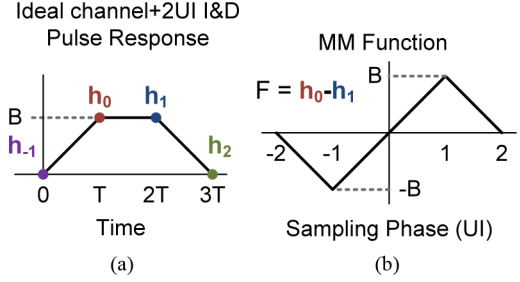 Ideal channel+2UI I&D
Pulse Response
B
h-1
h0
h1
h2
0
T
2T
3T
Time
(a)
MM Function
F = h0-h1
B
-2
-1
1
2
-B
Sampling Phase (UI)
(b)